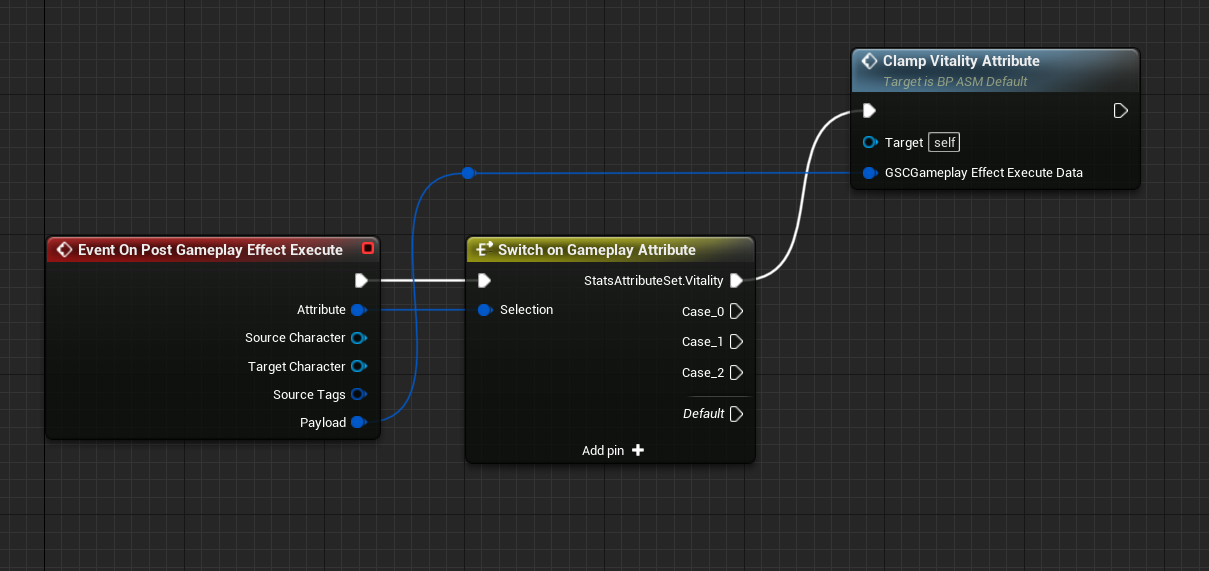 Clamp Vitality Attribute
Target is BP ASM Default
Target self
GSCGameplay Effect Execute Data
Event On Post Gameplay Effect Execute
Attribute
Source Character
Target Character
Source Tags
Payload
Switch on Gameplay Attribute
StatsAttributeSet.Vitality
Selection
Case_0
Case_1
Case_2
Default
Add pin